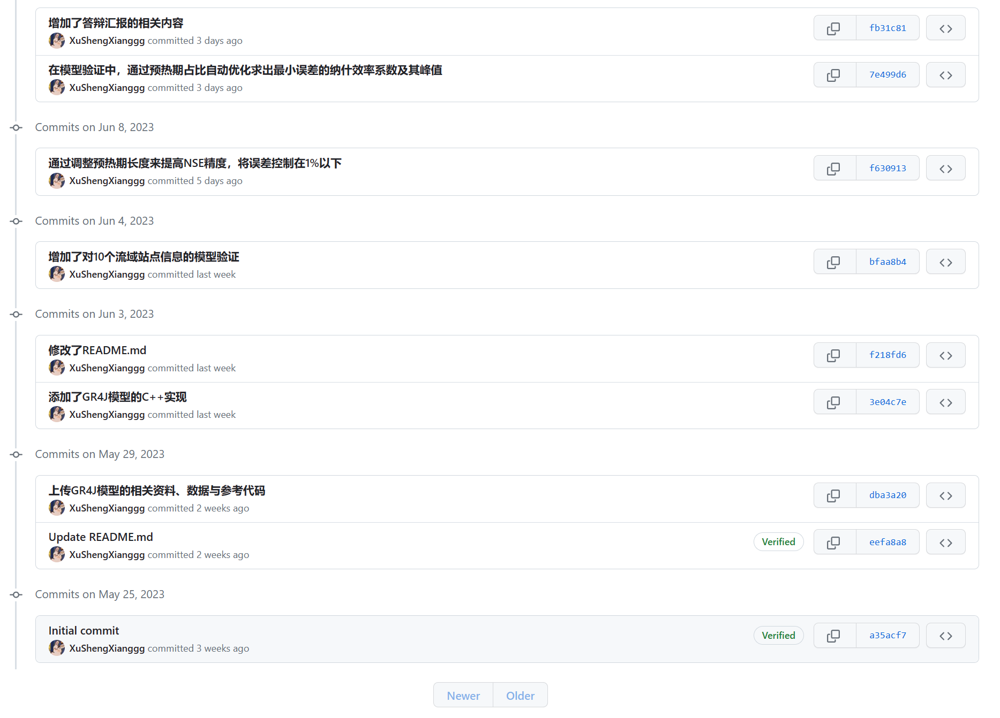 增加了答辩汇报的相关内容
XuShengXianggg committed 3 days ago
fb31c81
在模型验证中，通过预热期占比自动优化求出最小误差的纳什效率系数及其峰值
XuShengXianggg committed 3 days ago
7e499d6
Commits on Jun 8, 2023
通过调整预热期长度来提高NSE精度，将误差控制在1%以下
XuShengXianggg committed 5 days ago
f630913
Commits on Jun 4, 2023
增加了对10个流域站点信息的模型验证
XuShengXianggg committed last week
bfaa8b4
Commits on Jun 3, 2023
修改了README.md
XuShengXianggg committed last week
f218fd6
添加了GR4J模型的C++实现
XuShengXianggg committed last week
3e04c7e
Commits on May 29, 2023
上传GR4J模型的相关资料、数据与参考代码
XuShengXianggg committed 2 weeks ago
dba3a20
Update README.md
XuShengXianggg committed 2 weeks ago
Verified
eefa8a8
Commits on May 25, 2023
Initial commit
XuShengXianggg committed 3 weeks ago
Verified
a35acf7
Newer
Older